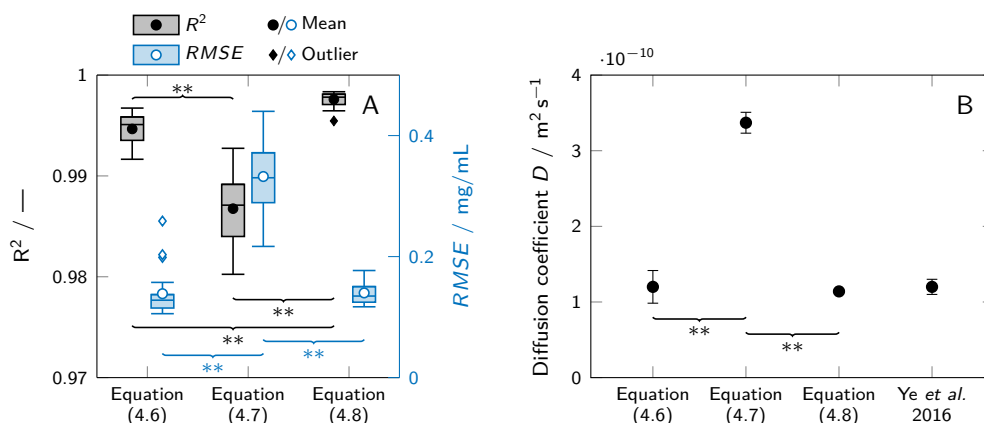 R² / Mean
RMSE / Outlier
A
1
0.99
0.98
0.97
R² / —
**
**
**
**
**
0.4
0.2
0
RMSE / mg/mL
Equation (4.6)
Equation (4.7)
Equation (4.8)
·10⁻¹⁰
B
4
3
2
1
0
Diffusion coefficient D / m² s⁻¹
**
**
Equation (4.6)
Equation (4.7)
Equation (4.8)
Ye et al. 2016